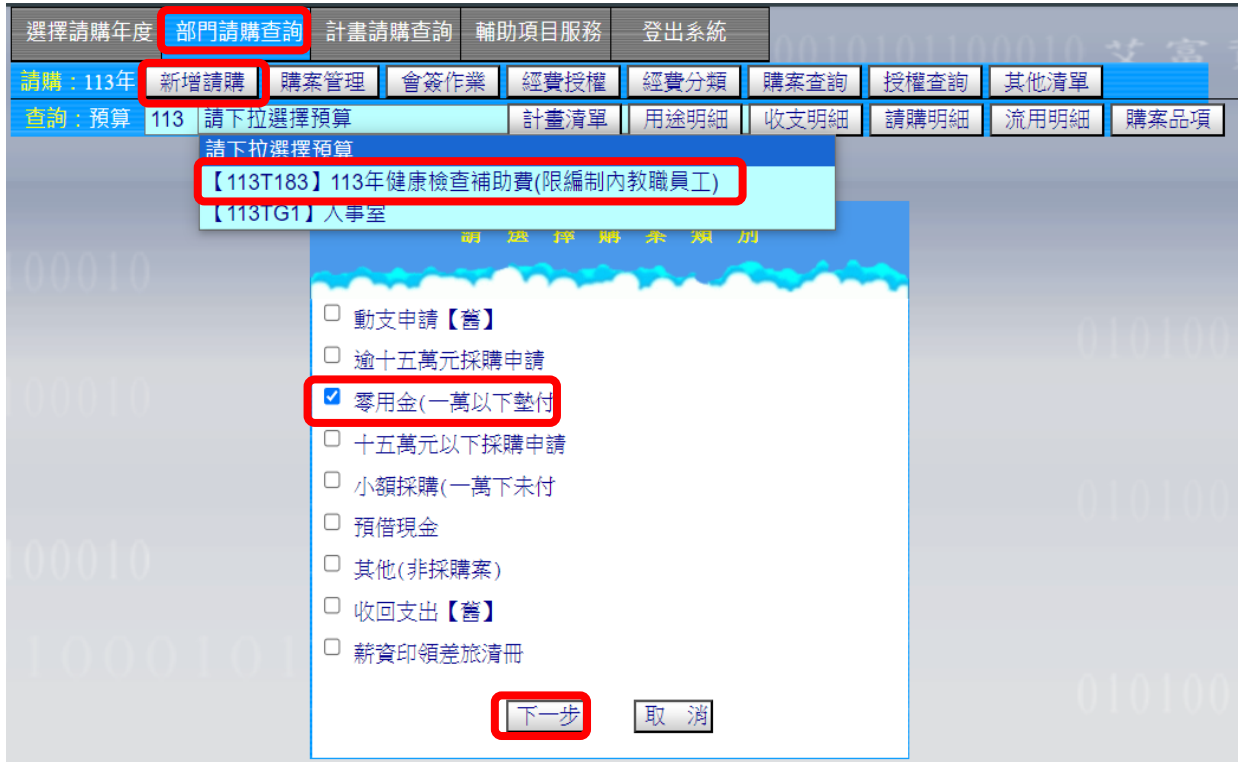 選擇請購年度 部門請購查詢 計畫請購查詢 輔助項目服務 登出系統
請購：113年 新增請購 購案管理 會簽作業 經費授權 經費分類 購案查詢 授權查詢 其他清單
查詢：預算 113 請下拉選擇預算 計畫清單 用途明細 收支明細 請購明細 流用明細 購案品項
請下拉選擇預算
【113T183】113年健康檢查補助費(限編制內教職員工)
【113TG1】人事室
請選擇購案類別
動支申請【舊】
逾十五萬元採購申請
零用金(一萬以下墊付
十五萬元以下採購申請
小額採購(一萬下未付
預借現金
其他(非採購案)
收回支出【舊】
薪資印領差旅清冊
下一步 取 消